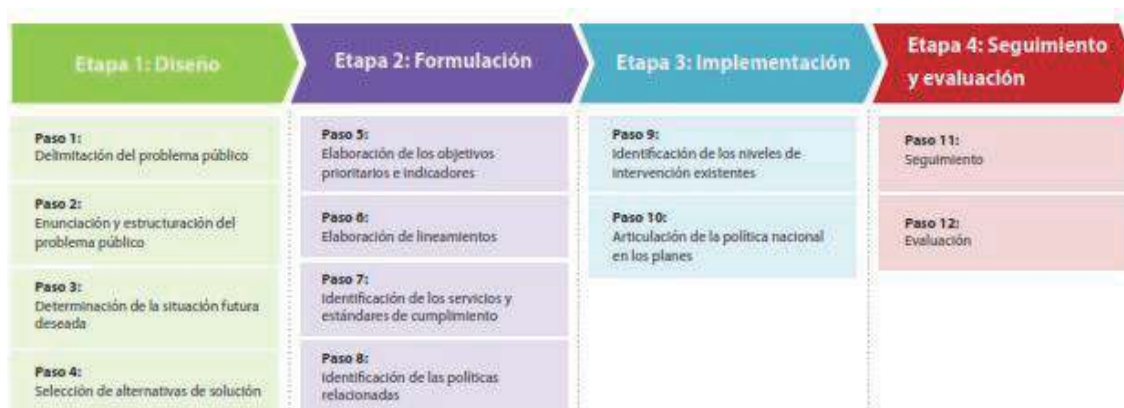 Etapa 1: Diseño
Paso 1:
Delimitación del problema público
Paso 2:
Enunciación y estructuración del
problema público
Paso 3:
Determinación de la situación futura
deseada
Paso 4:
Selección de alternativas de solución
Etapa 2: Formulación
Paso 5:
Elaboración de los objetivos
prioritarios e indicadores
Paso 6:
Elaboración de lineamientos
Paso 7:
Identificación de los servicios y
estándares de cumplimiento
Paso 8:
Identificación de las políticas
relacionadas
Etapa 3: Implementación
Paso 9:
Identificación de los niveles de
intervención existentes
Paso 10:
Articulación de la política nacional
en los planes
Etapa 4: Seguimiento
y evaluación
Paso 11:
Seguimiento
Paso 12:
Evaluación